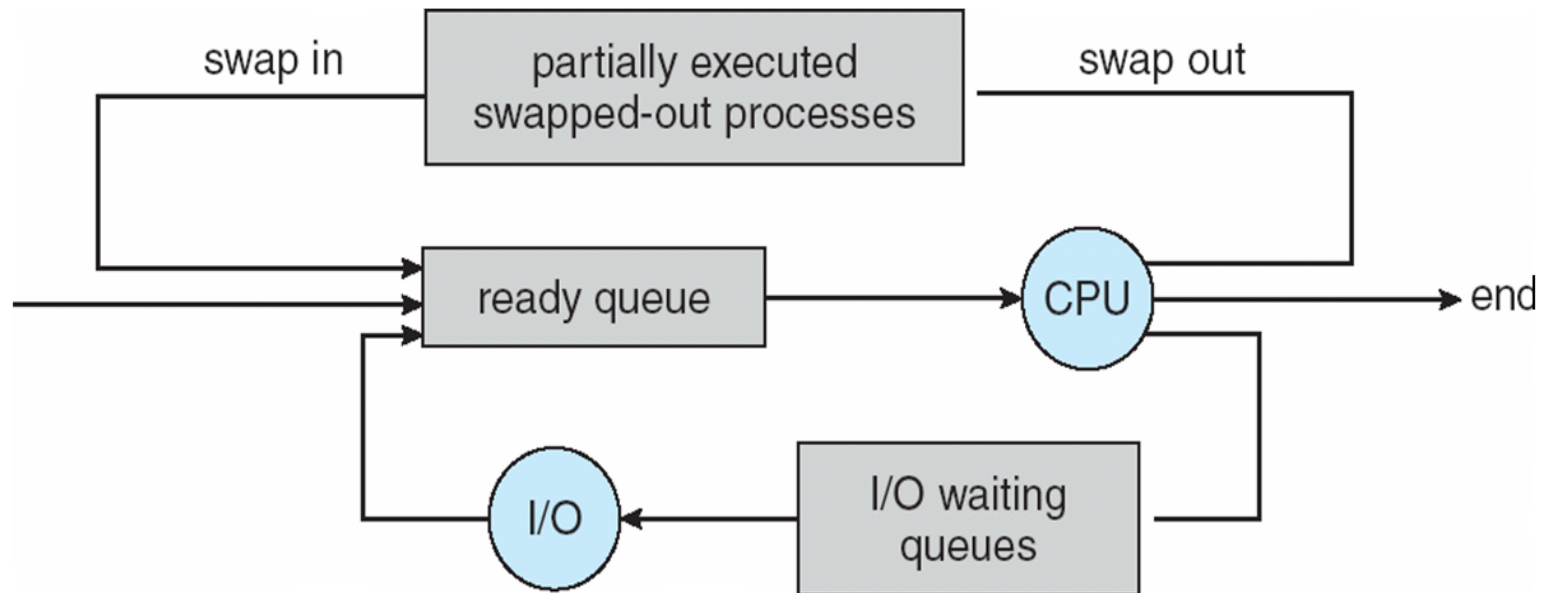 swap in
partially executed
swapped-out processes
swap out
ready queue
CPU
end
I/O
I/O waiting
queues